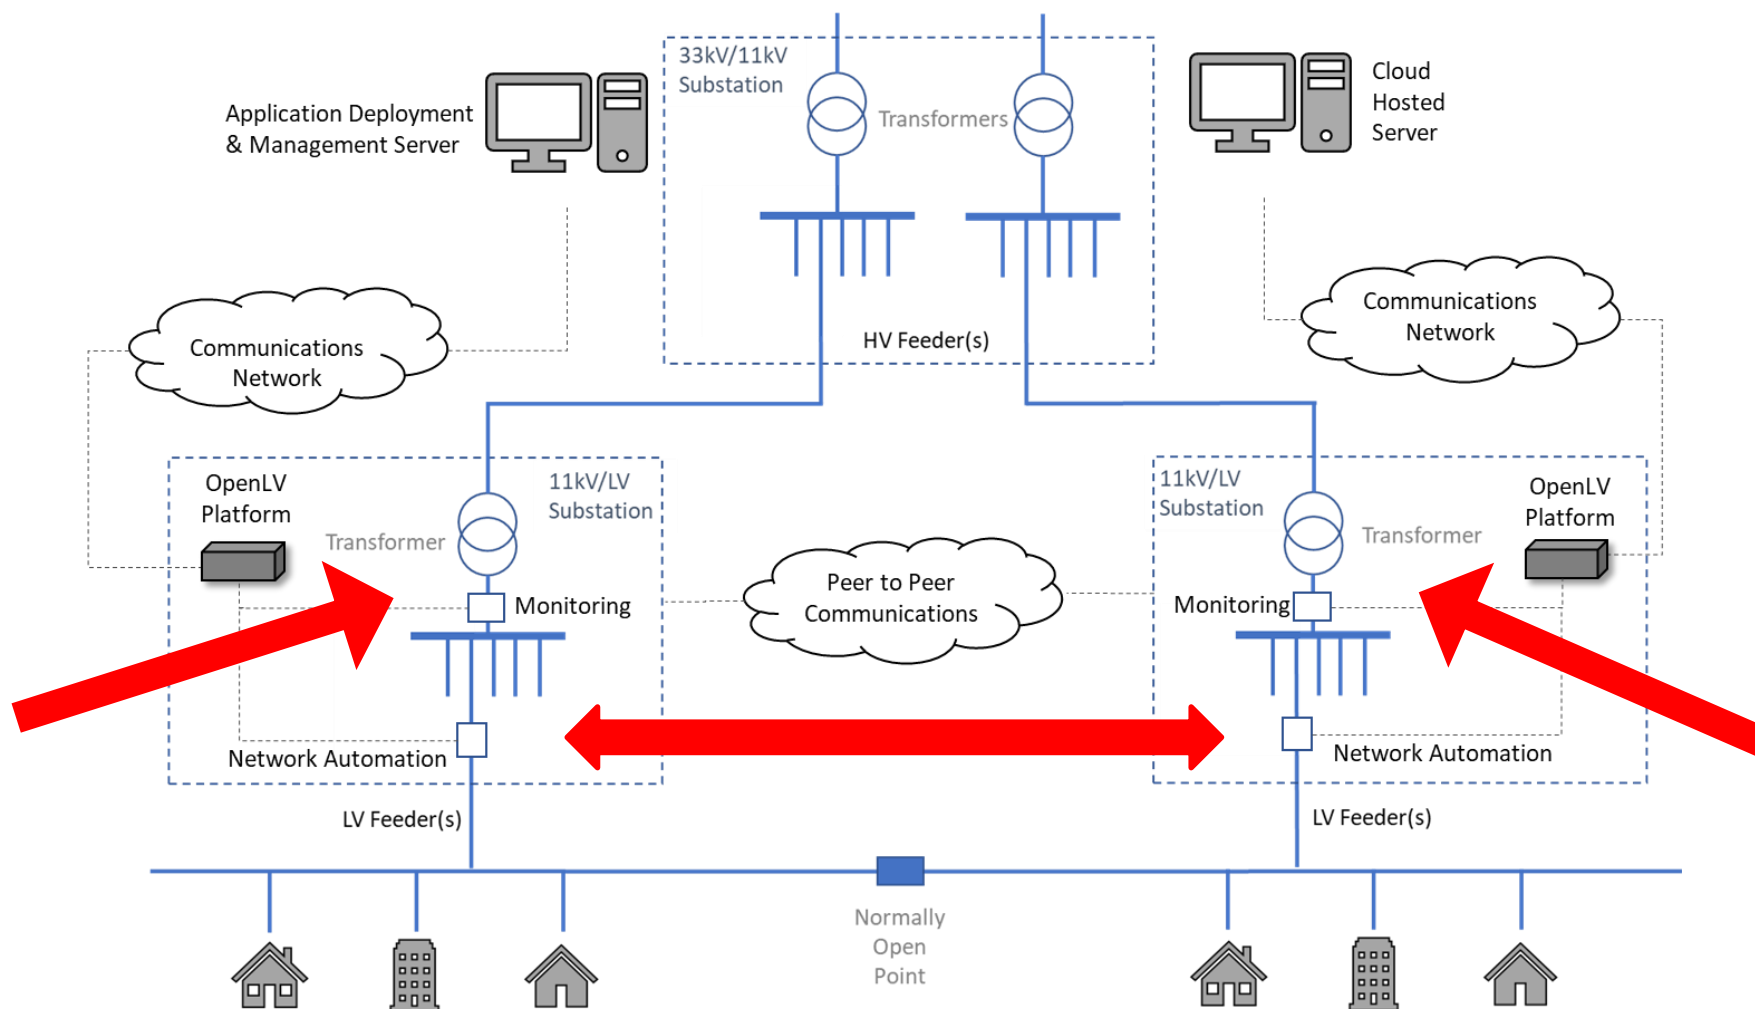 33kV/11kV
Substation
Application Deployment
& Management Server
Transformers
Cloud
Hosted
Server
Communications
Network
Communications
Network
HV Feeder(s)
OpenLV
Platform
11kV/LV
Substation
Transformer
Monitoring
Network Automation
LV Feeder(s)
Peer to Peer
Communications
11kV/LV
Substation
OpenLV
Platform
Transformer
Monitoring
Network Automation
LV Feeder(s)
Normally
Open
Point